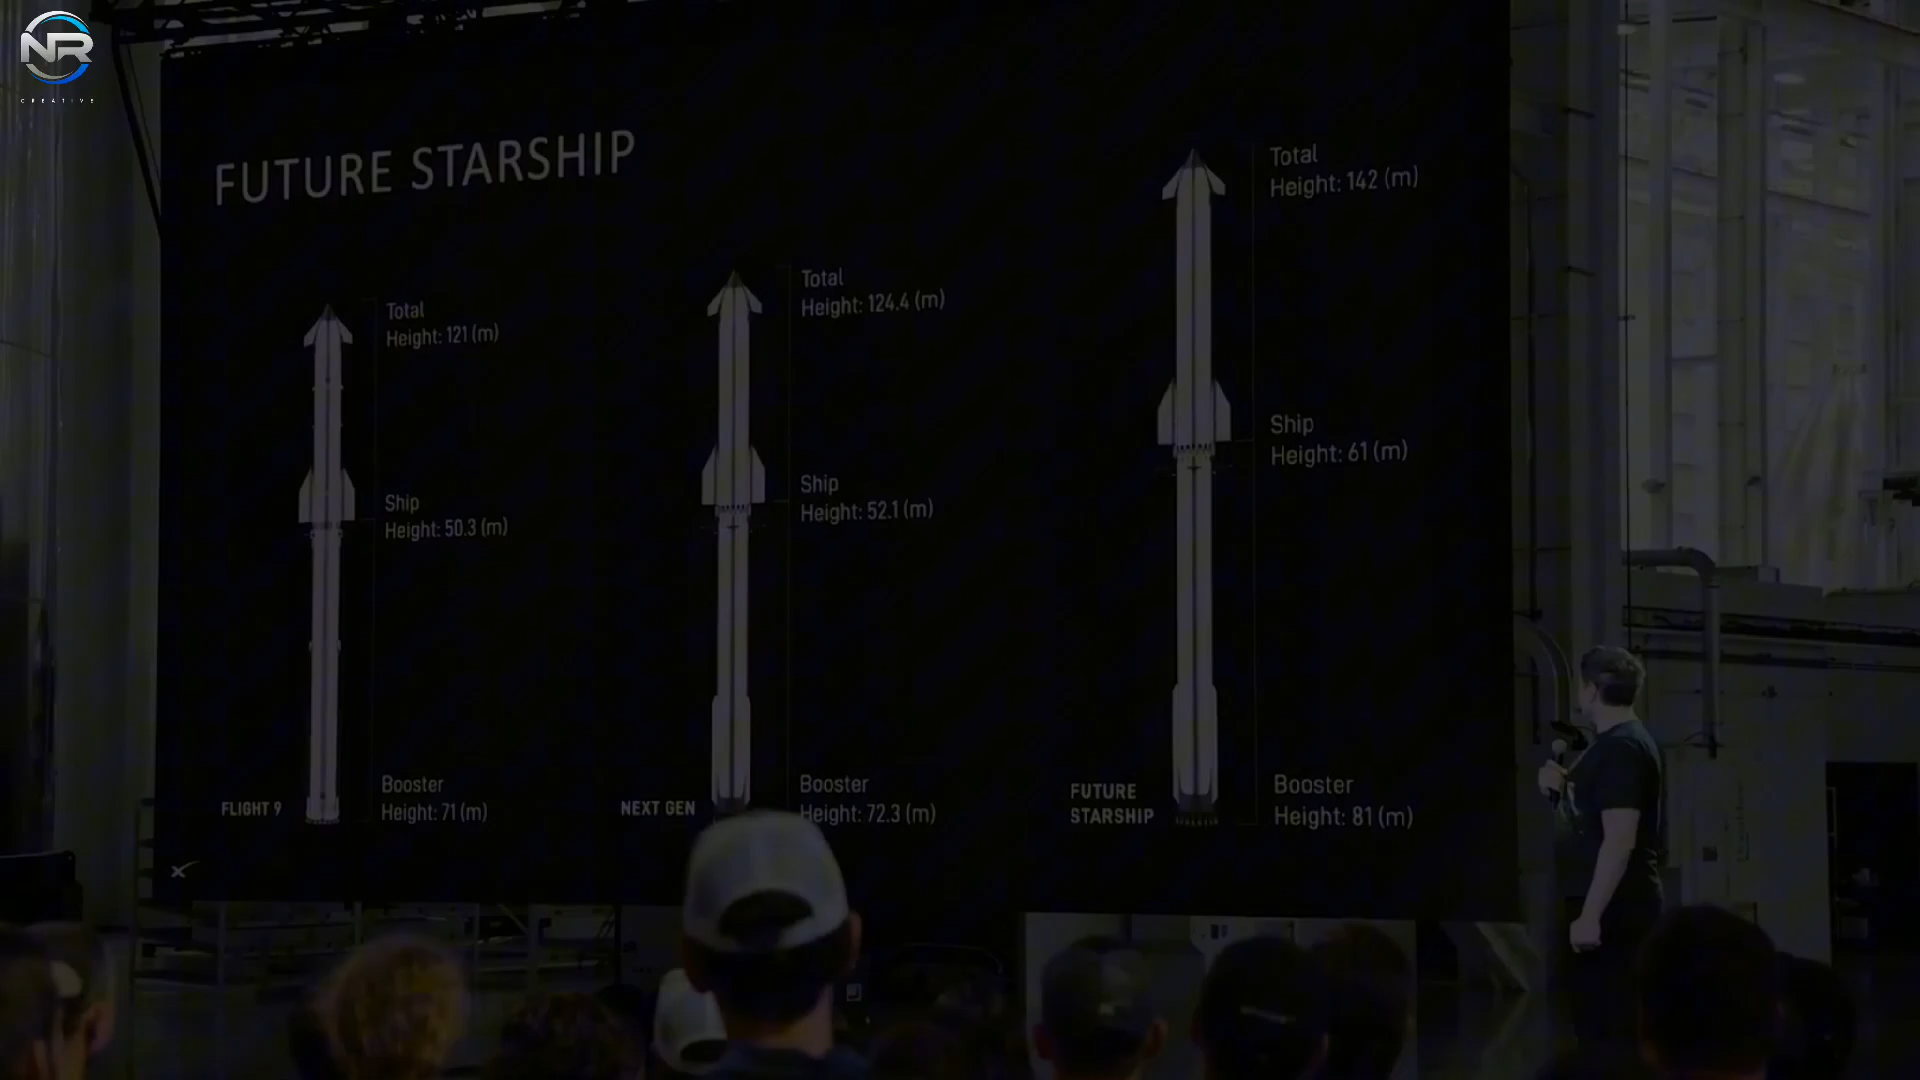 NR
CREATIVE
FUTURE STARSHIP
Total
Height: 121 (m)
Ship
Height: 50.3 (m)
Booster
Height: 71 (m)
FLIGHT 9
Total
Height: 124.4 (m)
Ship
Height: 52.1 (m)
Booster
Height: 72.3 (m)
NEXT GEN
Total
Height: 142 (m)
Ship
Height: 61 (m)
Booster
Height: 81 (m)
FUTURE
STARSHIP